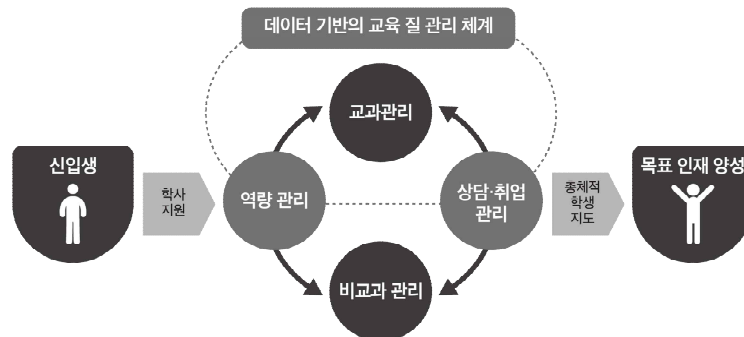 데이터 기반의 교육 질 관리 체계
교과관리
신입생
학사
지원
역량 관리
상담·취업
관리
총체적
학생
지도
목표 인재 양성
비교과 관리